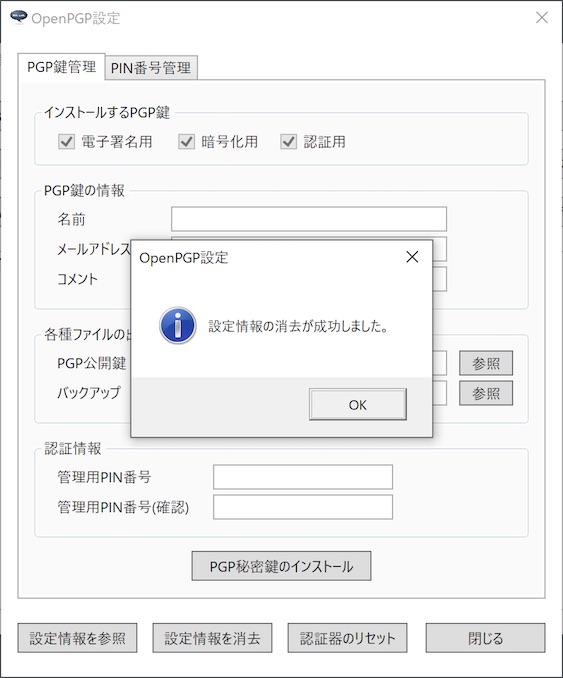 OpenPGP設定
PGP鍵管理
PIN番号管理
インストールするPGP鍵
電子署名用
暗号化用
認証用
PGP鍵の情報
名前
メールアドレス
コメント
OpenPGP設定
設定情報の消去が成功しました。
OK
各種ファイルの
PGP公開鍵
参照
バックアップ
参照
認証情報
管理用PIN番号
管理用PIN番号(確認)
PGP秘密鍵のインストール
設定情報を参照
設定情報を消去
認証器のリセット
閉じる